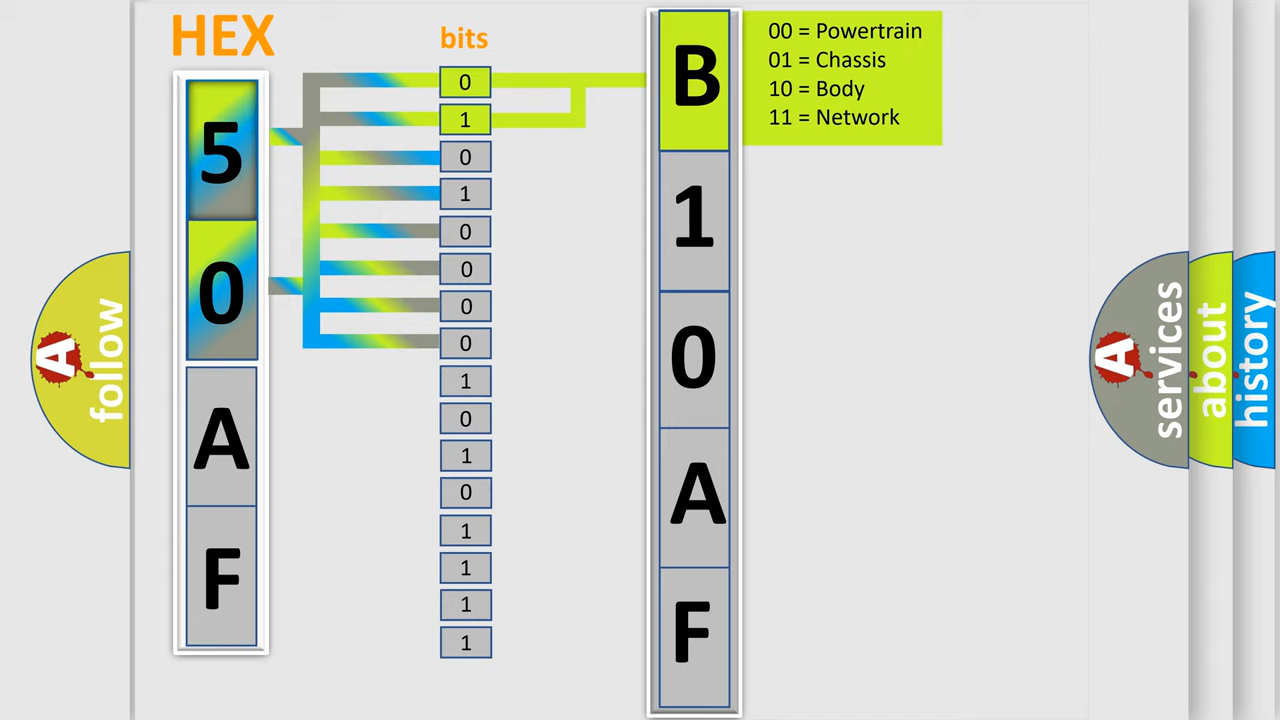 HEX
bits
5
0
A
F
0
1
0
1
0
0
0
0
1
0
1
0
1
1
1
1
B
1
0
A
F
00 = Powertrain
01 = Chassis
10 = Body
11 = Network
A
follow
A
services
about
history